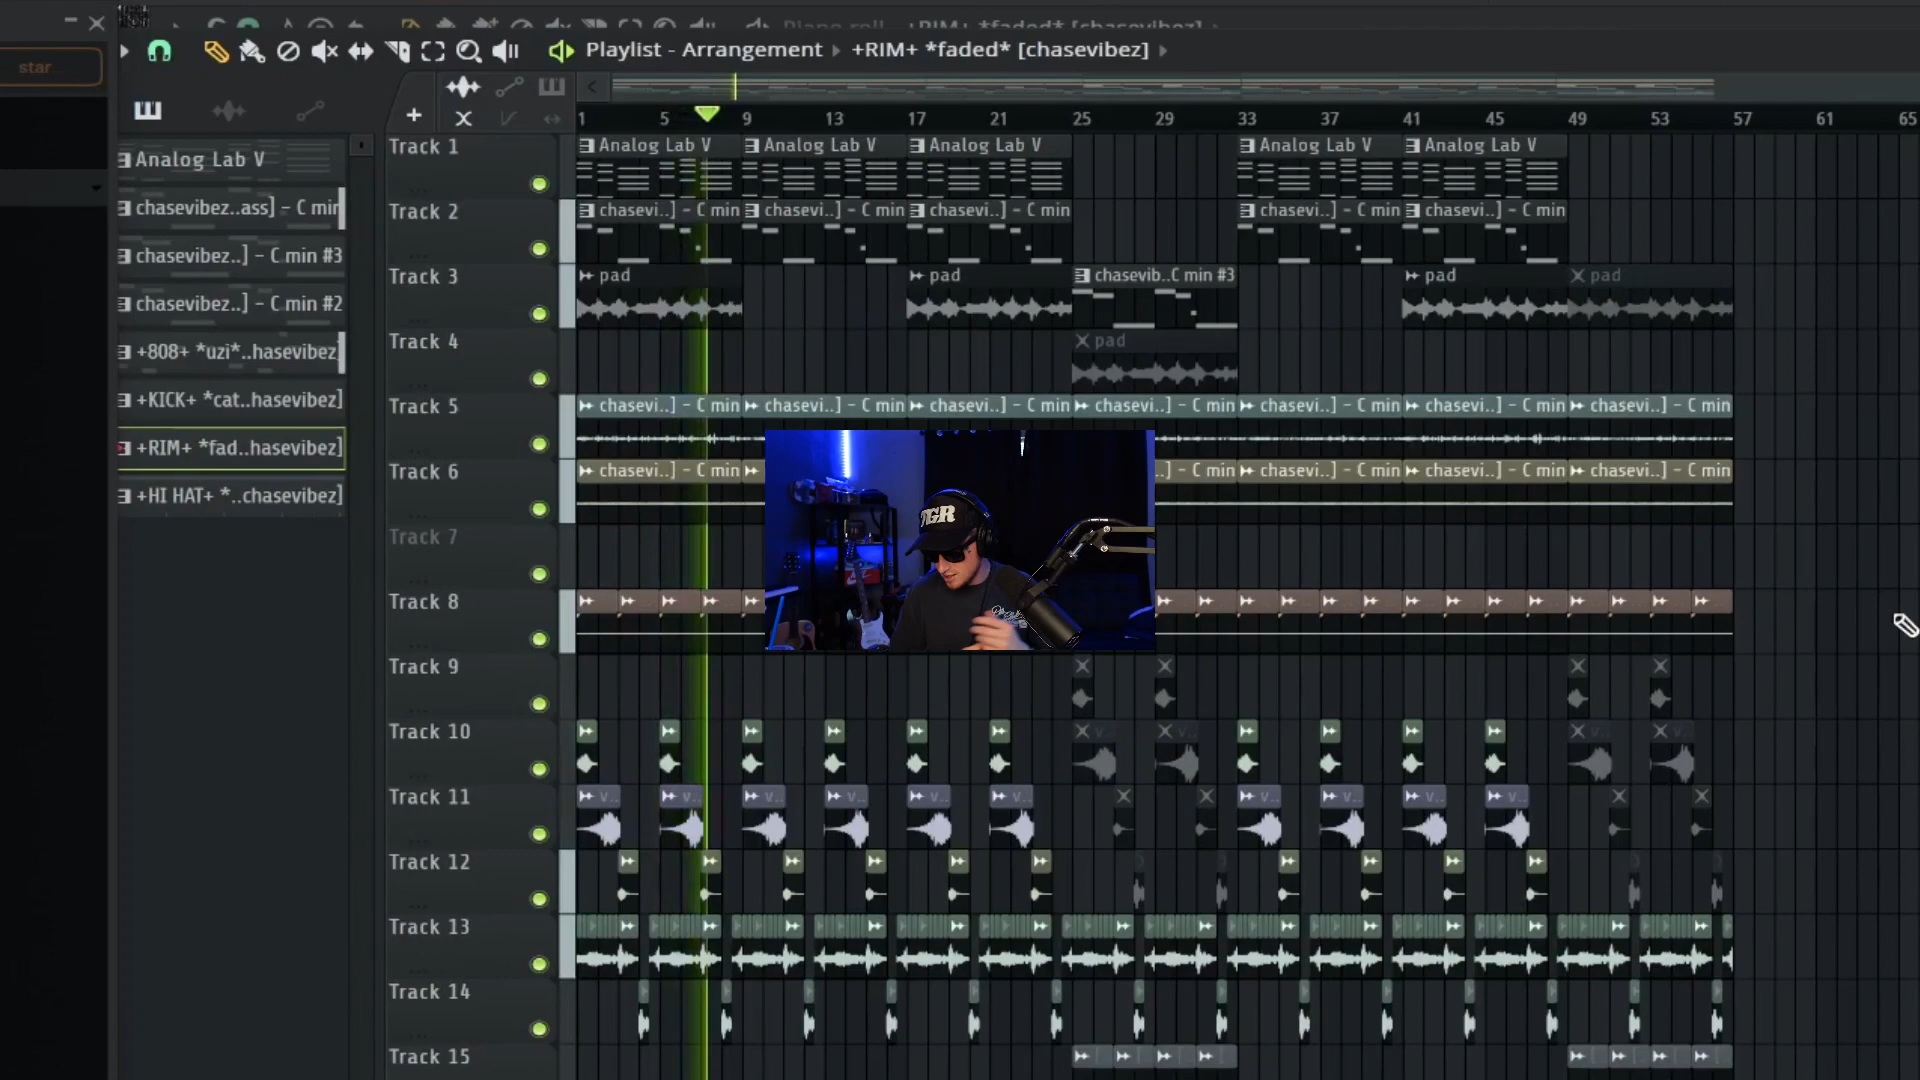 Piano roll - +RIM+ *faded* [chasevibez]
star
Playlist - Arrangement ▸ +RIM+ *faded* [chasevibez]
1 5 9 13 17 21 25 29 33 37 41 45 49 53 57 61 65
Analog Lab V
chasevibez..ass] - C min
chasevibez..] - C min #3
chasevibez..] - C min #2
+808+ *uzi*..hasevibez]
+KICK+ *cat..hasevibez]
+RIM+ *fad..hasevibez]
+HI HAT+ *..chasevibez]
Track 1 Analog Lab V Analog Lab V Analog Lab V Analog Lab V Analog Lab V
Track 2 chasevi..] - C min chasevi..] - C min chasevi..] - C min chasevi..] - C min chasevi..] - C min
Track 3 pad pad chasevib..C min #3 pad pad
Track 4 pad
Track 5 chasevi..] - C min chasevi..] - C min chasevi..] - C min chasevi..] - C min chasevi..] - C min chasevi..] - C min chasevi..] - C min
Track 6 chasevi..] - C min ..] - C min chasevi..] - C min chasevi..] - C min chasevi..] - C min
TGR
Track 7
Track 8
Track 9
Track 10 v.. v.. v.. v..
Track 11 v.. v.. v.. v.. v.. v.. v.. v.. v.. v..
Track 12
Track 13
Track 14
Track 15